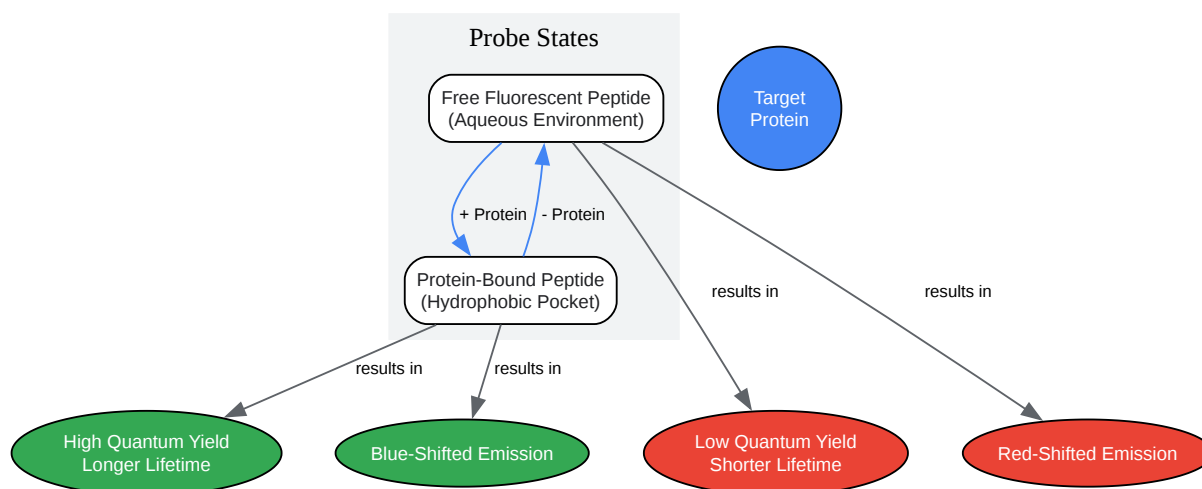 Probe States
Free Fluorescent Peptide
(Aqueous Environment)
Target
Protein
+ Protein
- Protein
Protein-Bound Peptide
(Hydrophobic Pocket)
results in
results in
results in
results in
High Quantum Yield
Longer Lifetime
Blue-Shifted Emission
Low Quantum Yield
Shorter Lifetime
Red-Shifted Emission